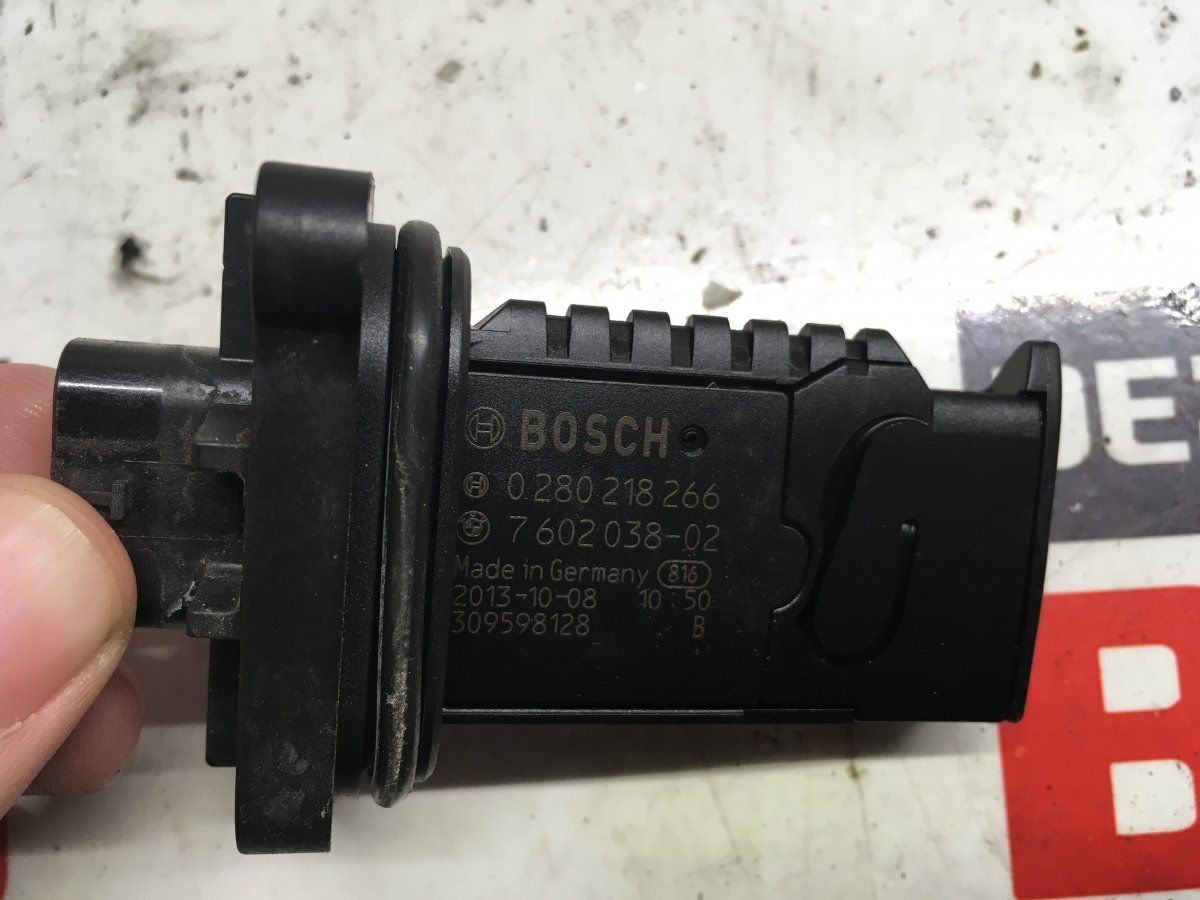 BOSCH
0 280 218 266
7 602 038-02
Made in Germany 816
2013-10-08 10:50
309598128 B
DE
B